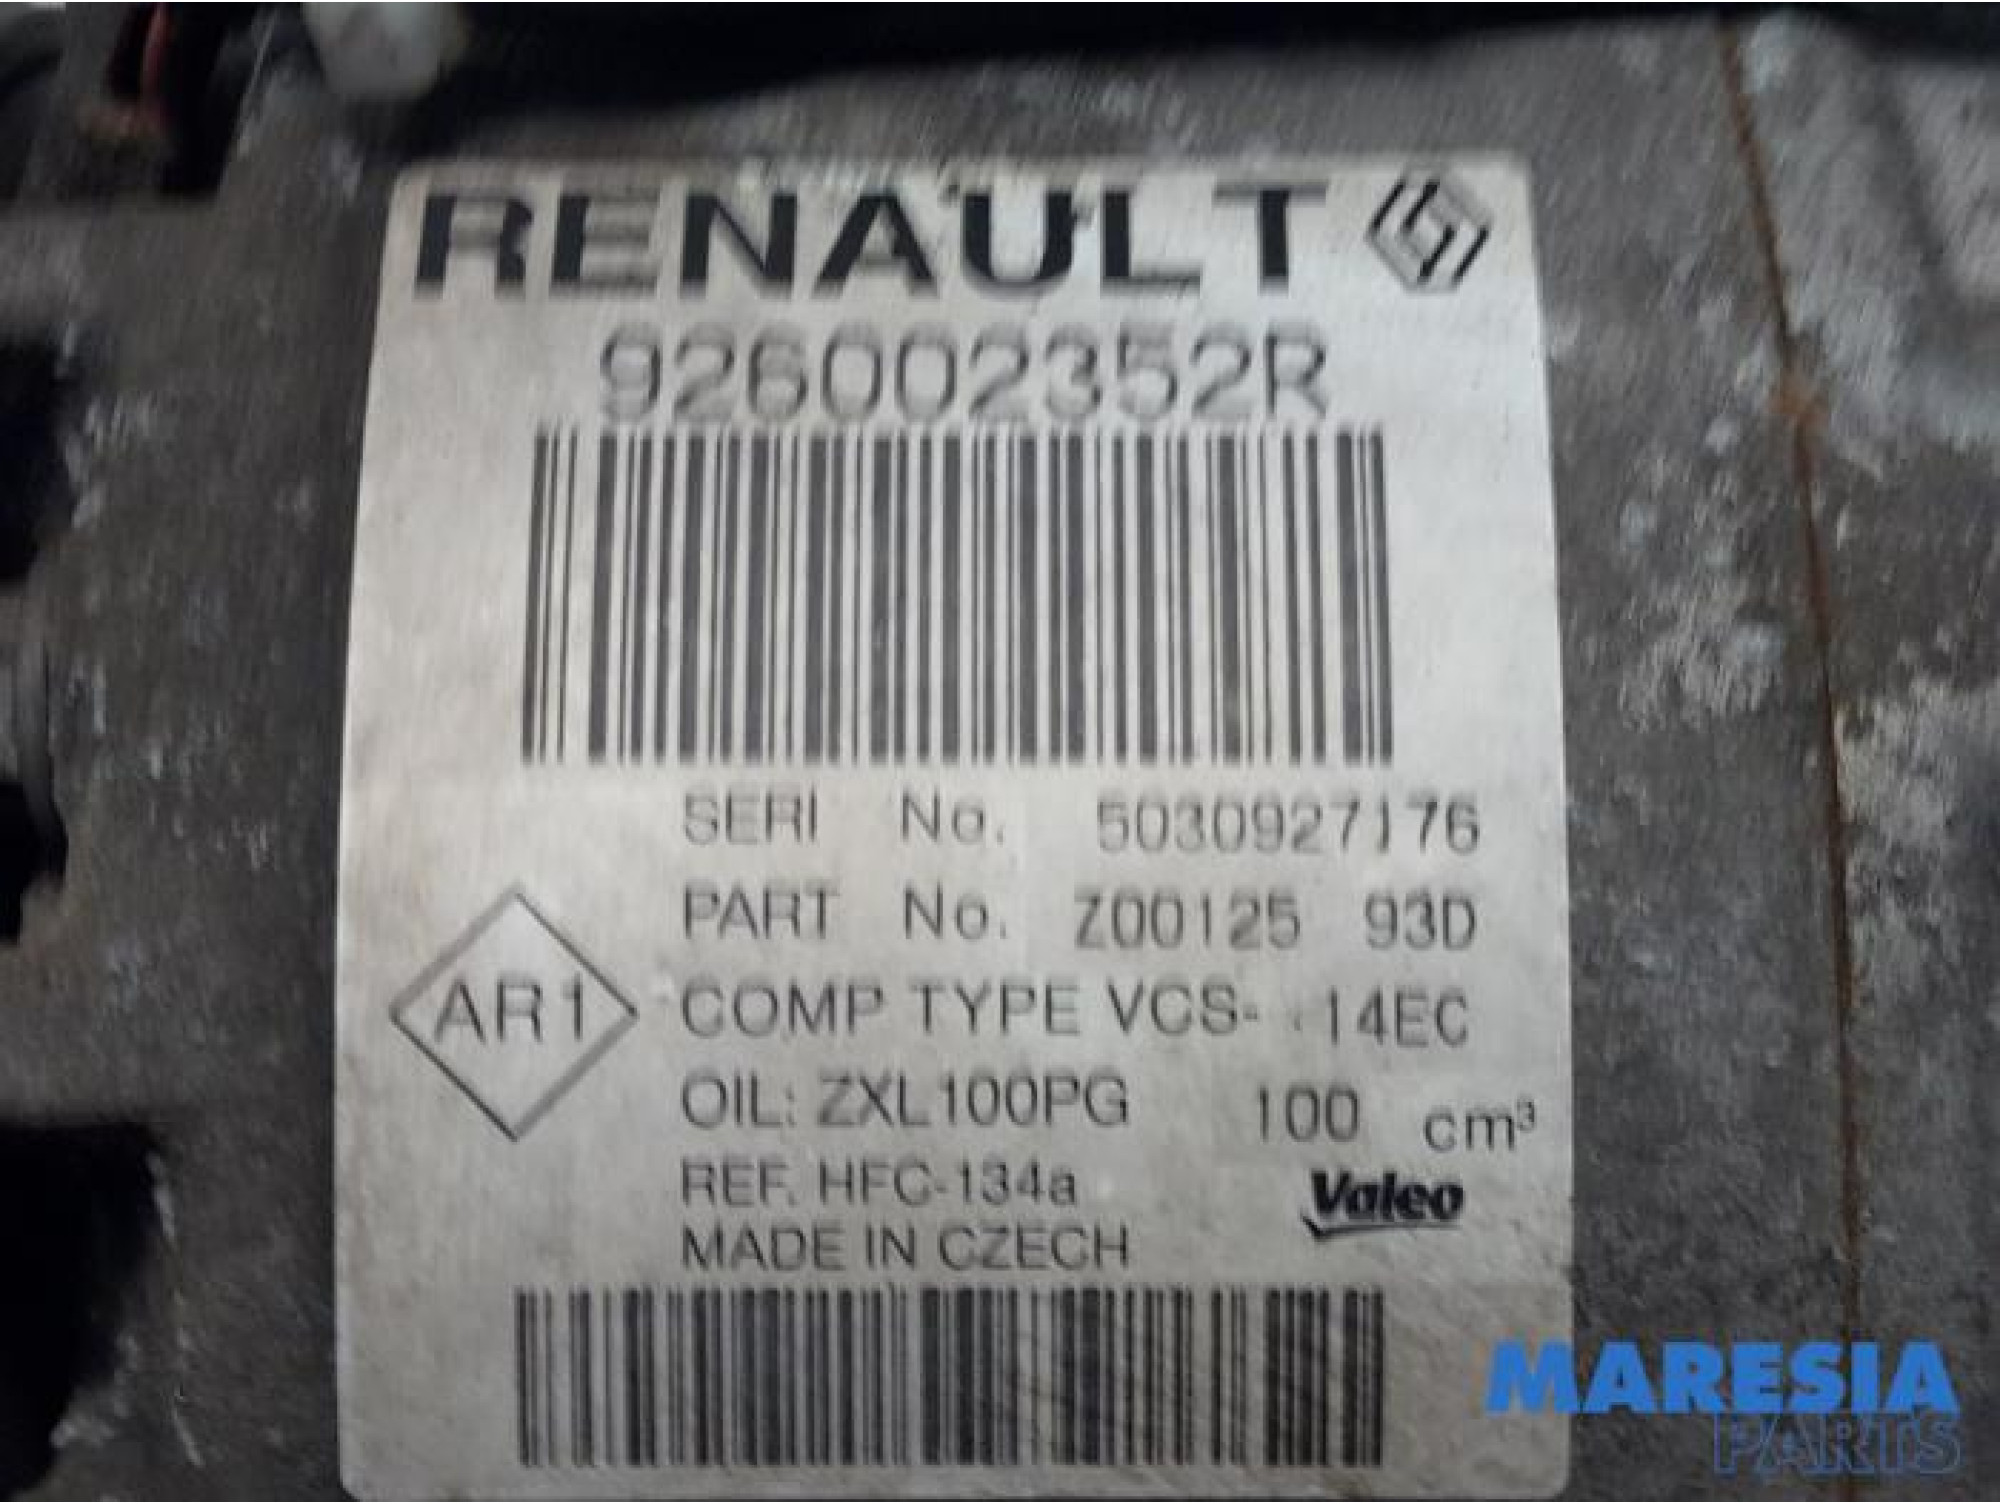 RENAULT
926002352R
SERI No. 5030927176
PART No. Z00125 93D
AR1
COMP TYPE VCS- 14EC
OIL: ZXL100PG 100 cm³
REF. HFC-134a
Valeo
MADE IN CZECH
MARESIA
PARTS